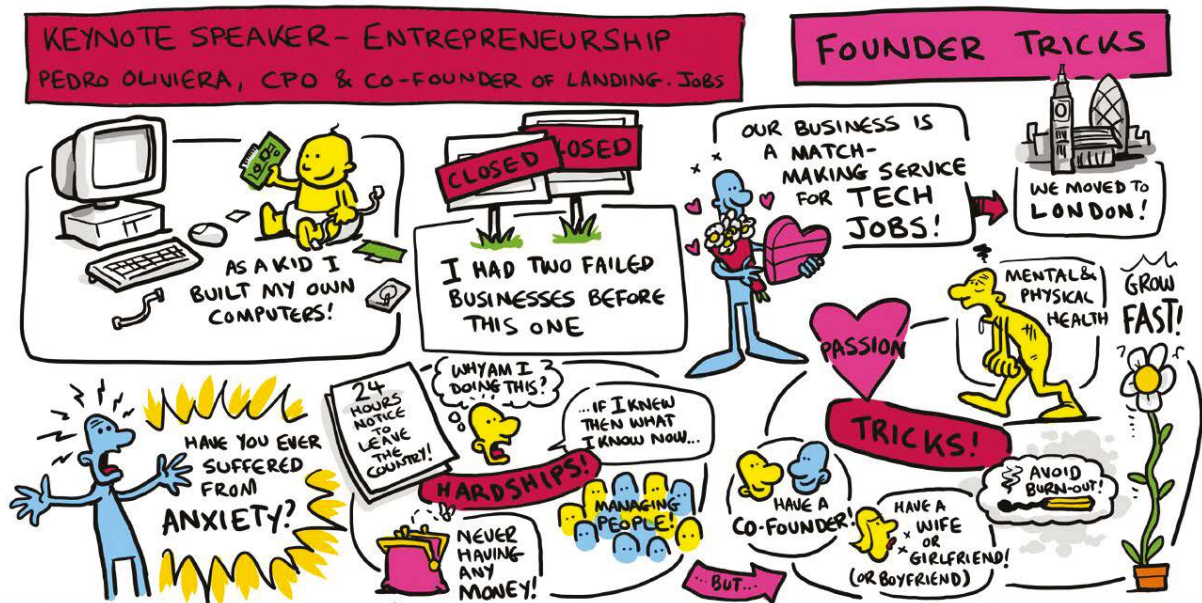 KEYNOTE SPEAKER - ENTREPRENEURSHIP
PEDRO OLIVIERA, CPO & CO-FOUNDER OF LANDING.JOBS
FOUNDER TRICKS
AS A KID I
BUILT MY OWN
COMPUTERS!
CLOSED
LOSED
I HAD TWO FAILED
BUSINESSES BEFORE
THIS ONE
OUR BUSINESS IS
A MATCH-
MAKING SERVICE
FOR TECH
JOBS!
WE MOVED TO
LONDON!
HAVE YOU EVER
SUFFERED
FROM
ANXIETY?
24
HOURS
NOTICE
TO
LEAVE
THE
COUNTRY!
WHY AM I
DOING THIS?
...IF I KNEW
THEN WHAT
I KNOW NOW...
HARDSHIPS!
MANAGING
PEOPLE!
NEVER
HAVING
ANY
MONEY!
...BUT...
PASSION
MENTAL &
PHYSICAL
HEALTH
GROW
FAST!
TRICKS!
HAVE A
CO-FOUNDER!
HAVE A
WIFE
OR
GIRLFRIEND!
(OR BOYFRIEND)
AVOID
BURN-OUT!